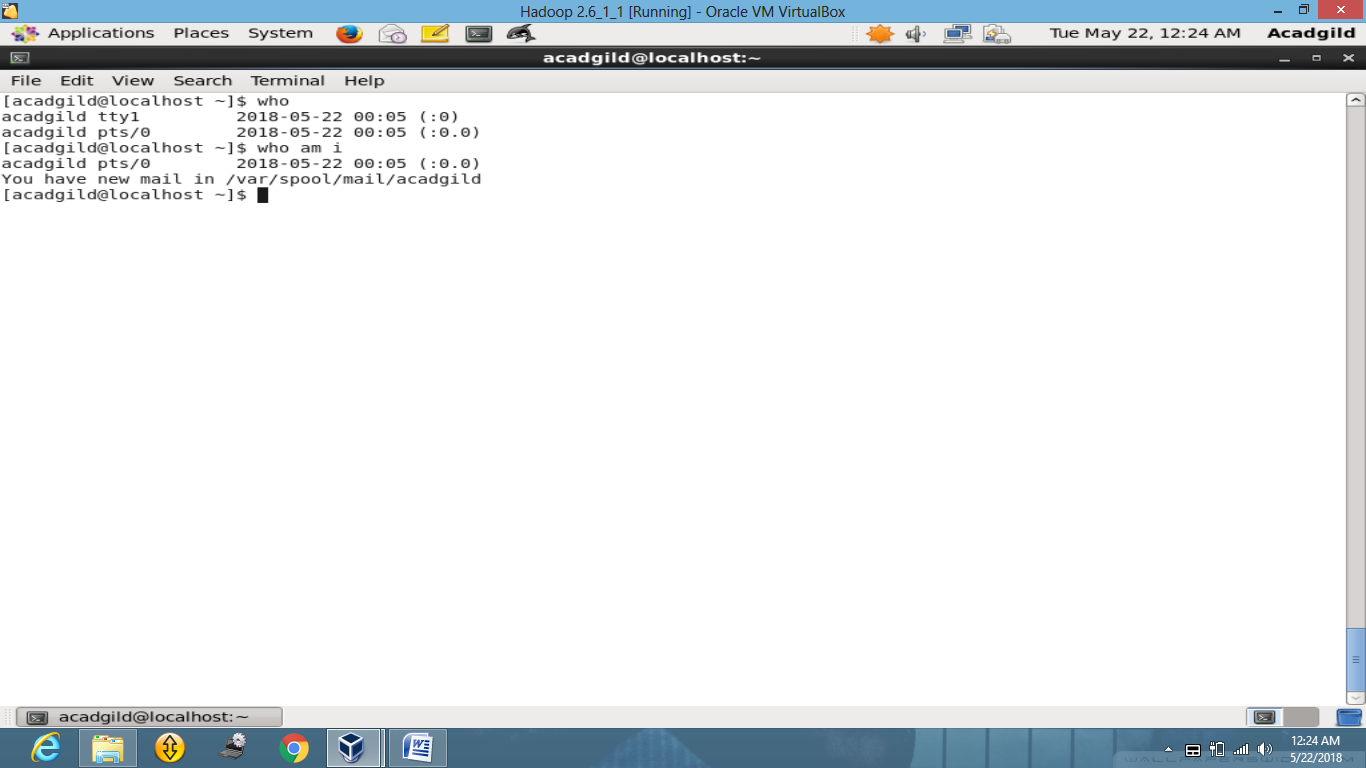 Hadoop 2.6_1_1 [Running] - Oracle VM VirtualBox
Applications Places System Tue May 22, 12:24 AM Acadgild
acadgild@localhost:~
File Edit View Search Terminal Help
[acadgild@localhost ~]$ who
acadgild tty1         2018-05-22 00:05 (:0)
acadgild pts/0        2018-05-22 00:05 (:0.0)
[acadgild@localhost ~]$ who am i
acadgild pts/0        2018-05-22 00:05 (:0.0)
You have new mail in /var/spool/mail/acadgild
[acadgild@localhost ~]$
acadgild@localhost:~
12:24 AM
5/22/2018